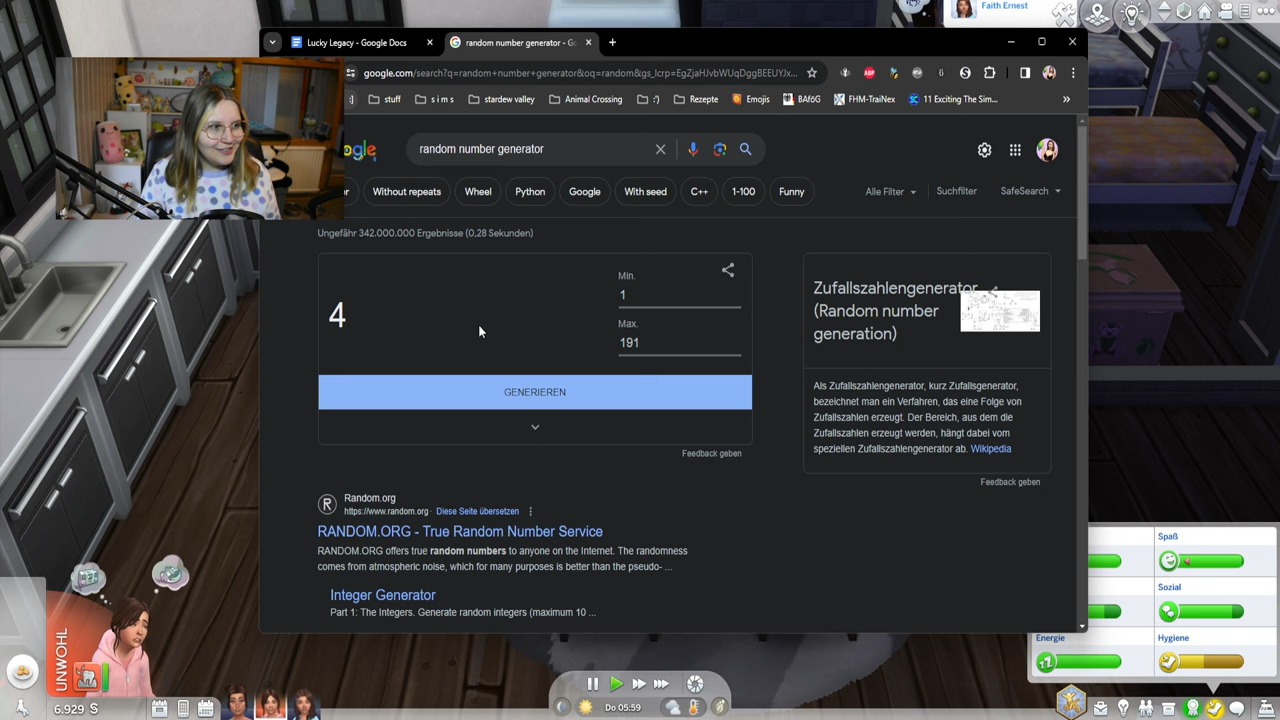 Faith Ernest
Lucky Legacy - Google Docs
random number generator - Go
google.com/search?q=random+number+generator&oq=random&gs_lcrp=EgZjaHJvbWUqDggBEEUYJx...
stuff
s i m s
stardew valley
Animal Crossing
:)
Rezepte
Emojis
BAföG
FHM-TraiNex
11 Exciting The Sim...
»
ogle
random number generator
Without repeats
Wheel
Python
Google
With seed
C++
1-100
Funny
Alle Filter
Suchfilter
SafeSearch
Ungefähr 342.000.000 Ergebnisse (0,28 Sekunden)
4
Min.
1
Max.
191
GENERIEREN
Feedback geben
Zufallszahlengenerator
(Random number
generation)
Als Zufallszahlengenerator, kurz Zufallsgenerator,
bezeichnet man ein Verfahren, das eine Folge von
Zufallszahlen erzeugt. Der Bereich, aus dem die
Zufallszahlen erzeugt werden, hängt dabei vom
speziellen Zufallszahlengenerator ab. Wikipedia
Feedback geben
R
Random.org
https://www.random.org · Diese Seite übersetzen
RANDOM.ORG - True Random Number Service
RANDOM.ORG offers true random numbers to anyone on the Internet. The randomness
comes from atmospheric noise, which for many purposes is better than the pseudo- ...
Integer Generator
Part 1: The Integers. Generate random integers (maximum 10 ...
Spaß
Sozial
Energie
Hygiene
UNWOHL
6.929 $
Do 05:59